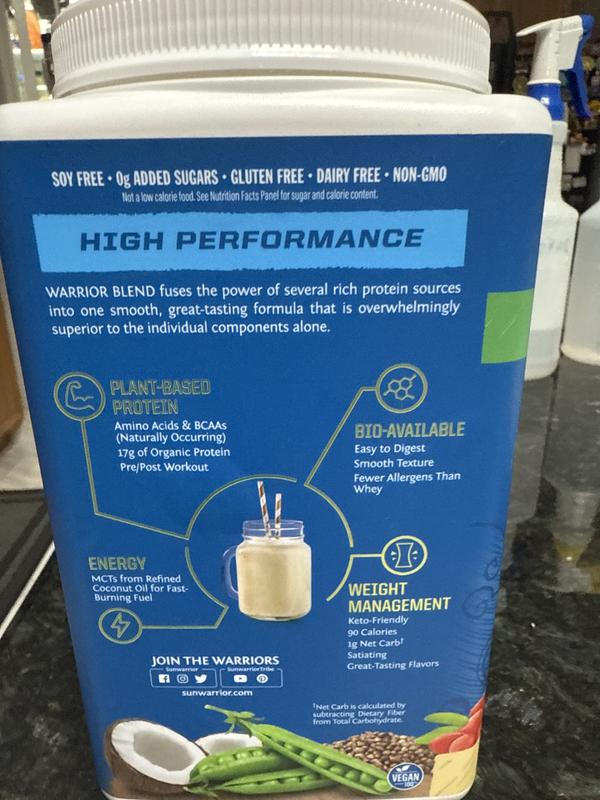 SOY FREE • 0g ADDED SUGARS • GLUTEN FREE • DAIRY FREE • NON-GMO
Not a low calorie food. See Nutrition Facts Panel for sugar and calorie content.
HIGH PERFORMANCE
WARRIOR BLEND fuses the power of several rich protein sources
into one smooth, great-tasting formula that is overwhelmingly
superior to the individual components alone.
PLANT-BASED
PROTEIN
Amino Acids & BCAAs
(Naturally Occurring)
17g of Organic Protein
Pre/Post Workout
BIO-AVAILABLE
Easy to Digest
Smooth Texture
Fewer Allergens Than
Whey
ENERGY
MCTs from Refined
Coconut Oil for Fast-
Burning Fuel
WEIGHT
MANAGEMENT
Keto-Friendly
90 Calories
1g Net Carb†
Satiating
Great-Tasting Flavors
JOIN THE WARRIORS
Sunwarrior SunwarriorTribe
sunwarrior.com
†Net Carb is calculated by
subtracting Dietary Fiber
from Total Carbohydrate.
VEGAN